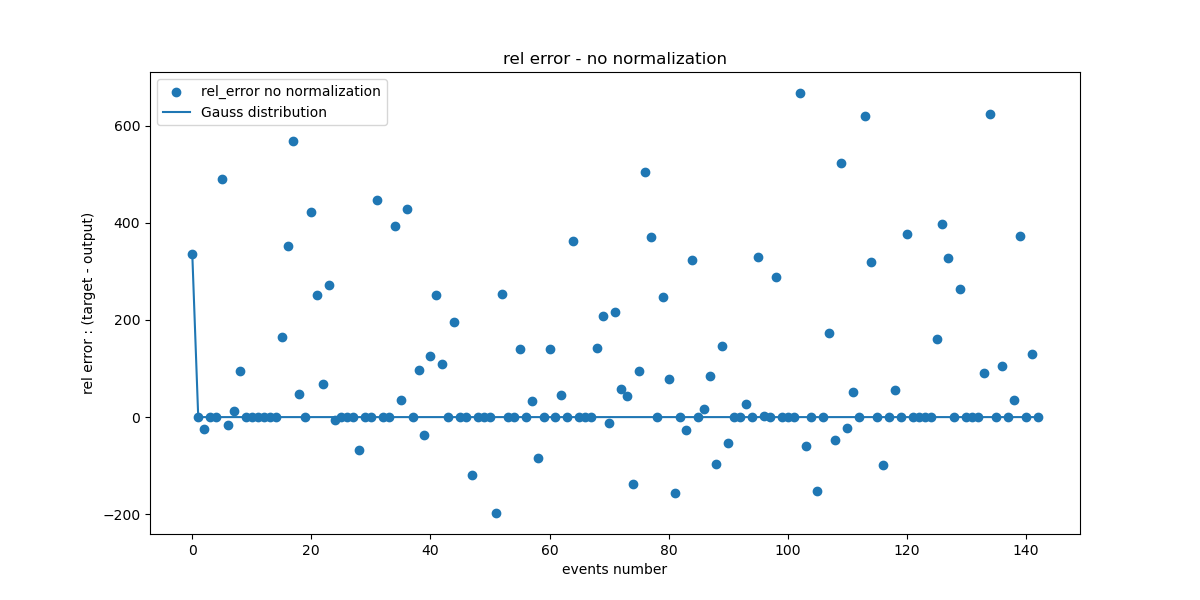 rel error - no normalization
rel_error no normalization
Gauss distribution
rel error : (target - output)
600
400
200
0
−200
0 20 40 60 80 100 120 140
events number